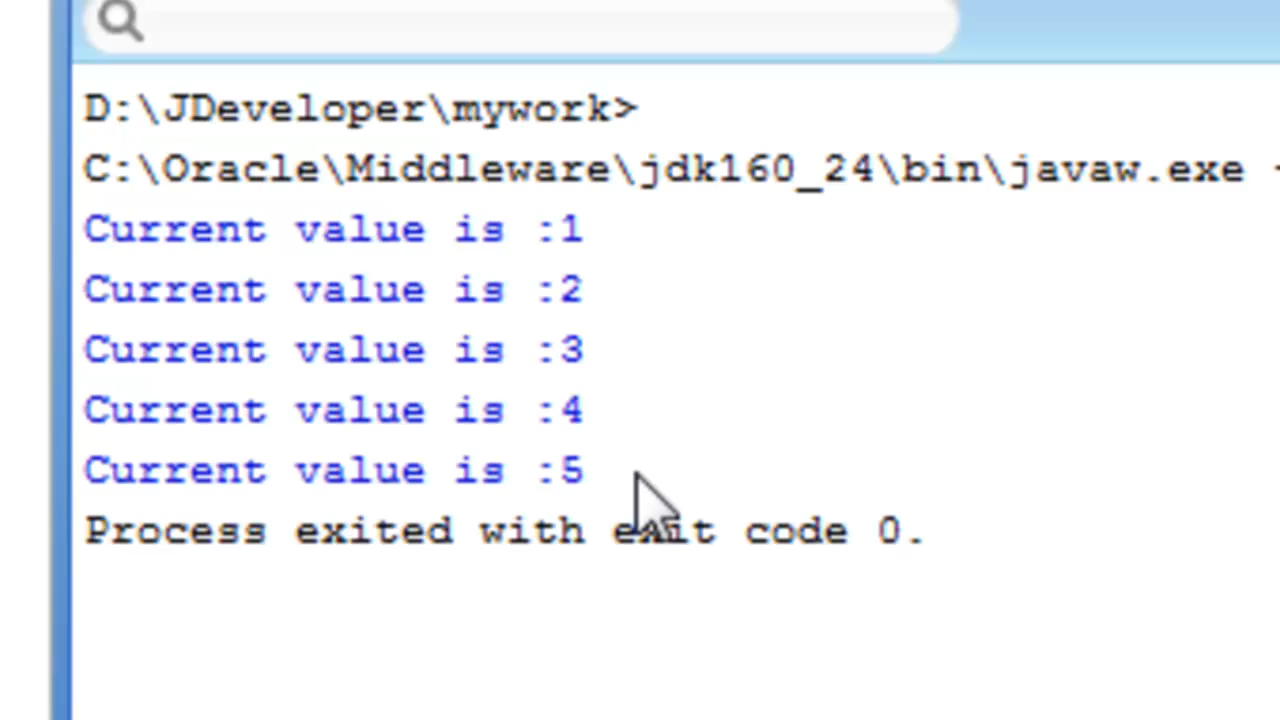 D:\JDeveloper\mywork>
C:\Oracle\Middleware\jdk160_24\bin\javaw.exe -
Current value is :1
Current value is :2
Current value is :3
Current value is :4
Current value is :5
Process exited with exit code 0.